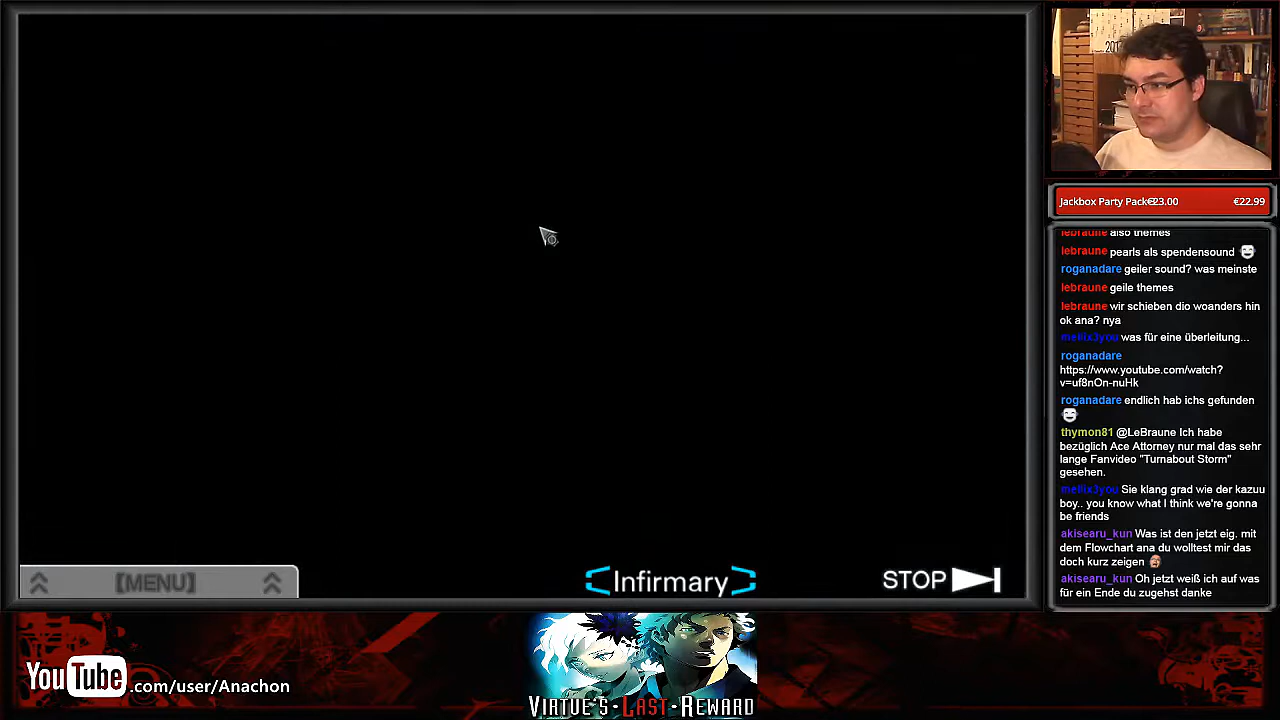 [MENU]
Infirmary
STOP
Jackbox Party Pack
€23.00
€22.99
lebraune also themes
lebraune pearls als spendensound
roganadare geiler sound? was meinste
lebraune geile themes
lebraune wir schieben dio woanders hin
ok ana? nya
meilix3you was für eine überleitung...
roganadare
https://www.youtube.com/watch?
v=uf8nOn-nuHk
roganadare endlich hab ichs gefunden
thymon81 @LeBraune Ich habe
bezüglich Ace Attorney nur mal das sehr
lange Fanvideo "Turnabout Storm"
gesehen.
meilix3you Sie klang grad wie der kazuu
boy.. you know what I think we're gonna
be friends
akisearu_kun Was ist den jetzt eig. mit
dem Flowchart ana du wolltest mir das
doch kurz zeigen
akisearu_kun Oh jetzt weiß ich auf was
für ein Ende du zugehst danke
YouTube.com/user/Anachon
VIRTUE'S LAST REWARD